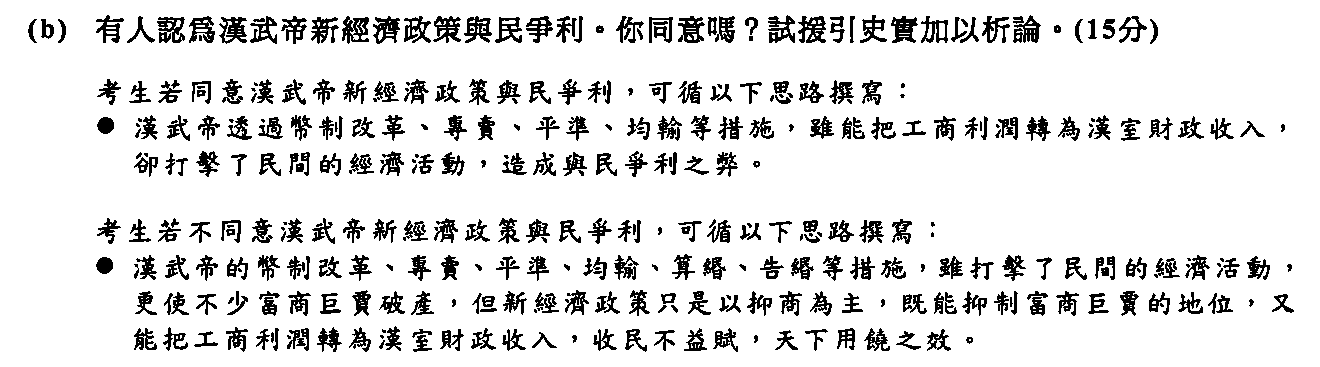 (b) 有人認爲漢武帝新經濟政策與民爭利。你同意嗎？試援引史實加以析論。(15分)
考生若同意漢武帝新經濟政策與民爭利，可循以下思路撰寫：
● 漢武帝透過幣制改革、專賣、平準、均輸等措施，雖能把工商利潤轉為漢室財政收入，
卻打擊了民間的經濟活動，造成與民爭利之弊。
考生若不同意漢武帝新經濟政策與民爭利，可循以下思路撰寫：
● 漢武帝的幣制改革、專賣、平準、均輸、算緡、告緡等措施，雖打擊了民間的經濟活動，
更使不少富商巨賈破產，但新經濟政策只是以抑商為主，既能抑制富商巨賈的地位，又
能把工商利潤轉為漢室財政收入，收民不益賦，天下用饒之效。